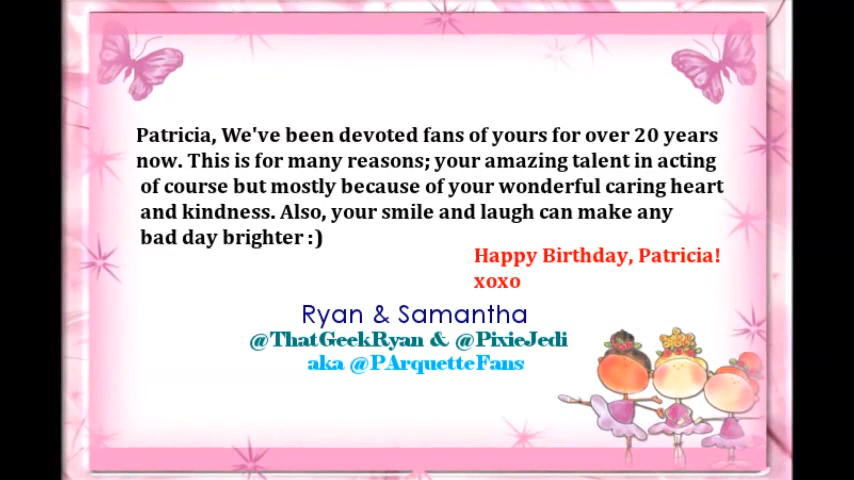 Patricia, We've been devoted fans of yours for over 20 years
now. This is for many reasons; your amazing talent in acting
of course but mostly because of your wonderful caring heart
and kindness. Also, your smile and laugh can make any
bad day brighter :)
Happy Birthday, Patricia!
xoxo
Ryan & Samantha
@ThatGeekRyan & @PixieJedi
aka @PArquetteFans